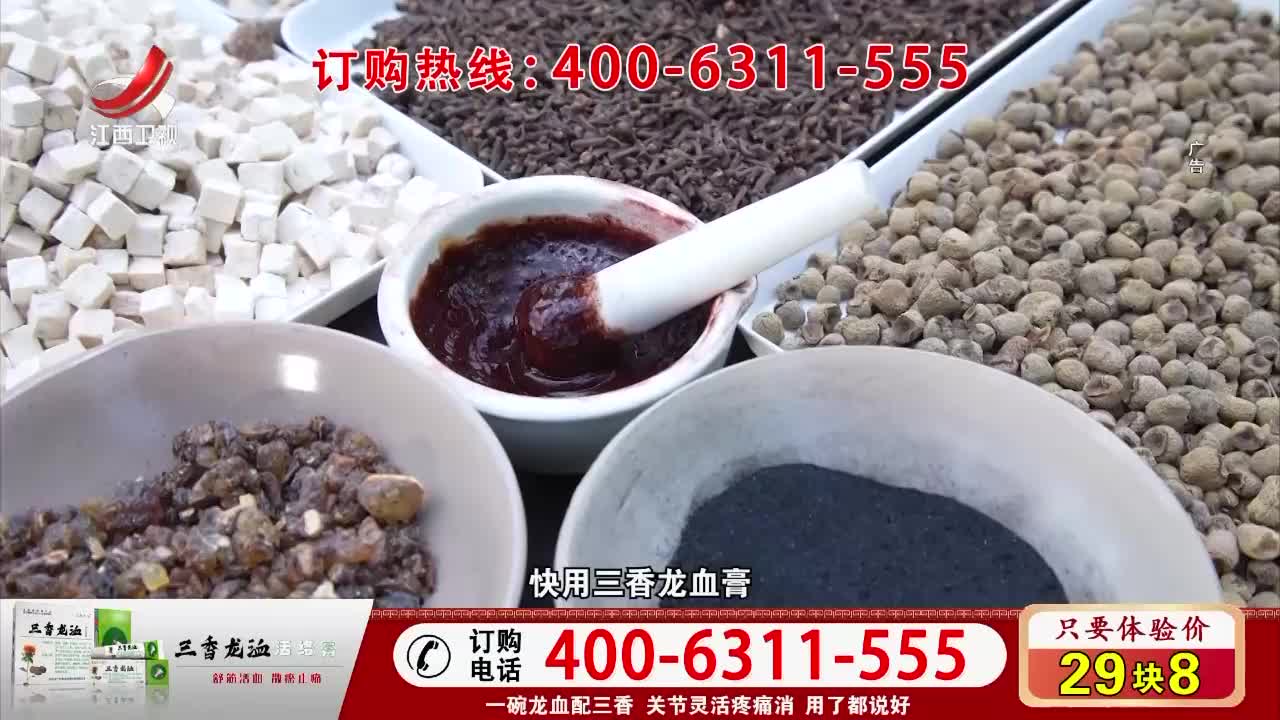 订购热线：400-6311-555
江西卫视
广告
快用三香龙血膏
三香龙血
三香龙血活络膏
舒筋活血 散瘀止痛
订购电话
400-6311-555
只要体验价
29块8
一碗龙血配三香 关节灵活疼痛消 用了都说好